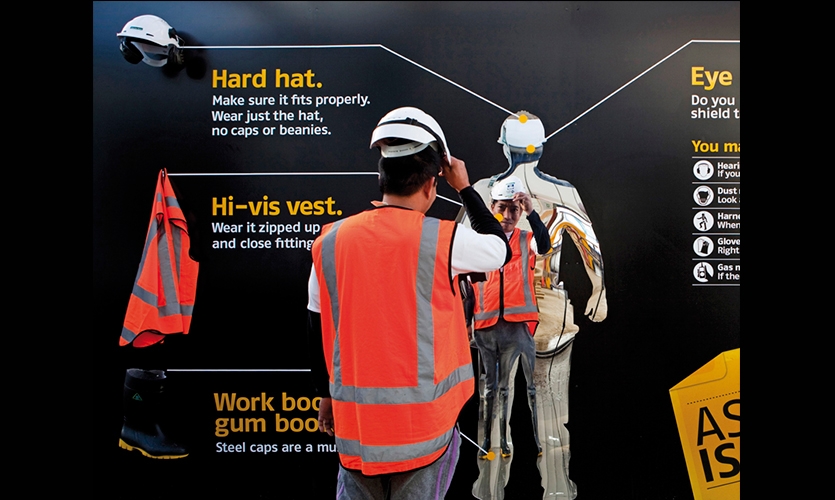 Hard hat.
Make sure it fits properly.
Wear just the hat,
no caps or beanies.
Hi-vis vest.
Wear it zipped up
and close fitting
Work boo
gum boo
Steel caps are a mu
Eye
Do you
shield t
You ma
Heari
If you
Dust
Look
Harne
When
Glove
Right
Gas m
If the
AS
IS